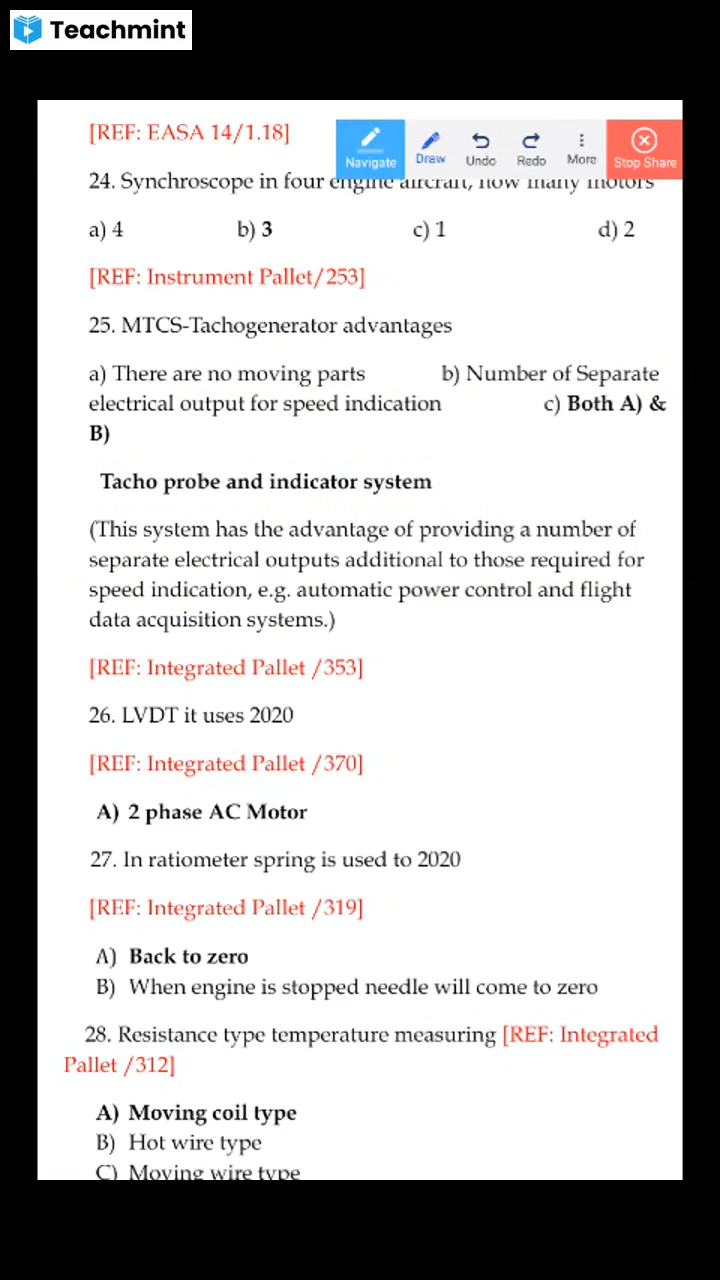 Teachmint
[REF: EASA 14/1.18]
Navigate
Draw
Undo
Redo
More
Stop Share
24. Synchroscope in four engine aircraft, how many motors
a) 4 b) 3 c) 1 d) 2
[REF: Instrument Pallet/253]
25. MTCS-Tachogenerator advantages
a) There are no moving parts b) Number of Separate
electrical output for speed indication c) Both A) &
B)
Tacho probe and indicator system
(This system has the advantage of providing a number of
separate electrical outputs additional to those required for
speed indication, e.g. automatic power control and flight
data acquisition systems.)
[REF: Integrated Pallet /353]
26. LVDT it uses 2020
[REF: Integrated Pallet /370]
A) 2 phase AC Motor
27. In ratiometer spring is used to 2020
[REF: Integrated Pallet /319]
A) Back to zero
B) When engine is stopped needle will come to zero
28. Resistance type temperature measuring [REF: Integrated
Pallet /312]
A) Moving coil type
B) Hot wire type
C) Moving wire type